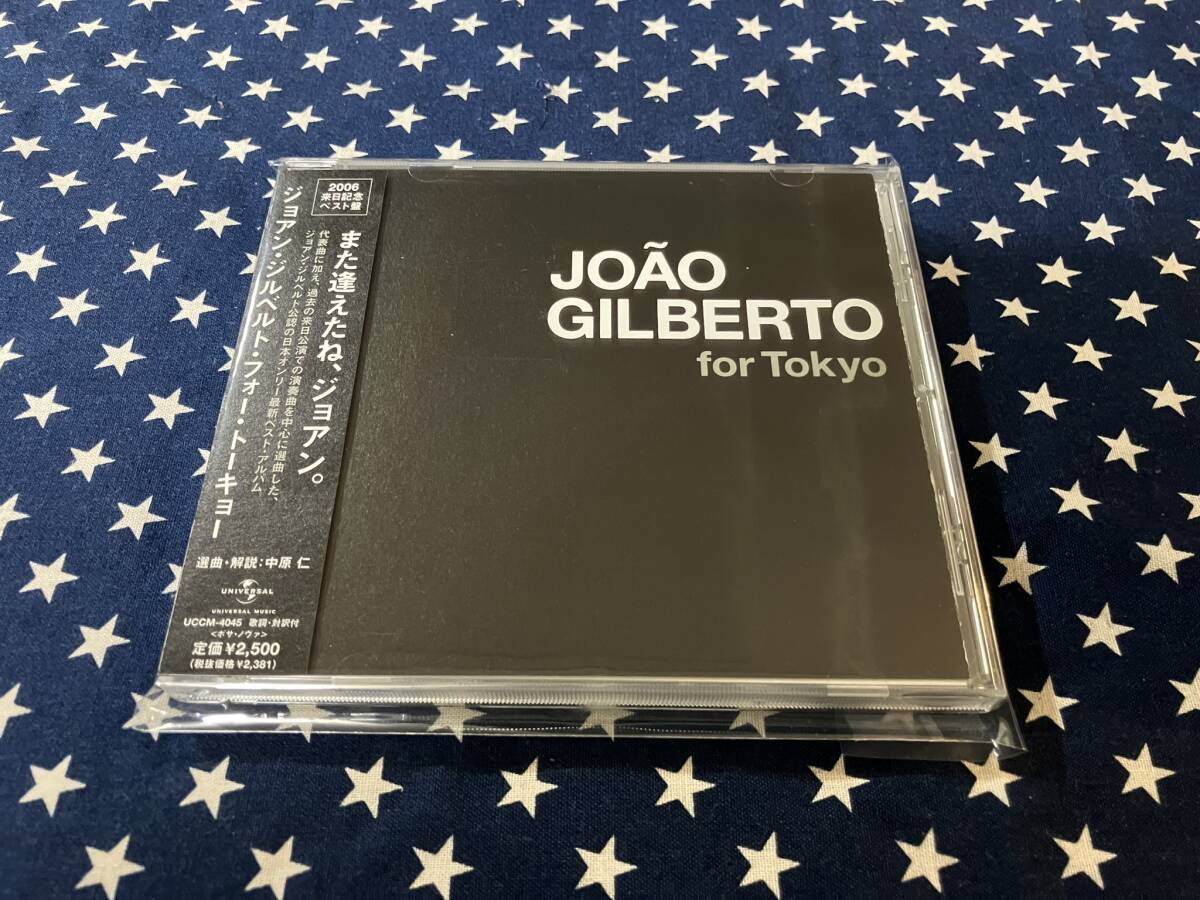 2006
来日記念
ベスト盤
また逢えたね、ジョアン。
代表曲に加え、過去の来日公演での演奏曲を中心に選曲した、
ジョアン・ジルベルト公認の日本オンリー最新ベスト・アルバム
ジョアン・ジルベルト・フォー・トーキョー
選曲・解説：中原 仁
UNIVERSAL
UNIVERSAL MUSIC
UCCM-4045 歌詞・対訳付
<ボサ・ノヴァ>
定価¥2,500
(税抜価格¥2,381)
JOÃO
GILBERTO
for Tokyo